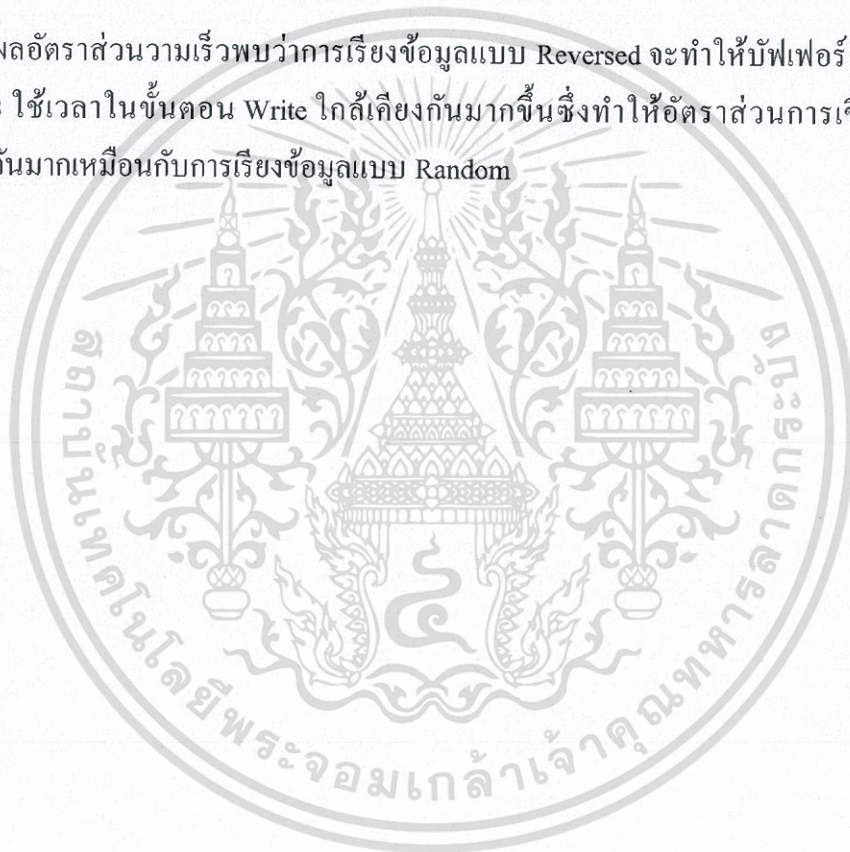 ผลอัตราส่วนวามเร็วพบว่าการเรียงข้อมูลแบบ Reversed จะทำให้บัฟเฟอร์
ใช้เวลาในขั้นตอน Write ใกล้เคียงกันมากขึ้นซึ่งทำให้อัตราส่วนการ
กันมากเหมือนกับการเรียงข้อมูลแบบ Random
สถาบันเทคโนโลยีพระจอมเกล้าเจ้าคุณทหารลาดกระบัง